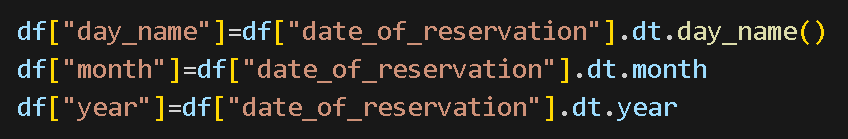 df["day_name"]=df["date_of_reservation"].dt.day_name()
df["month"]=df["date_of_reservation"].dt.month
df["year"]=df["date_of_reservation"].dt.year